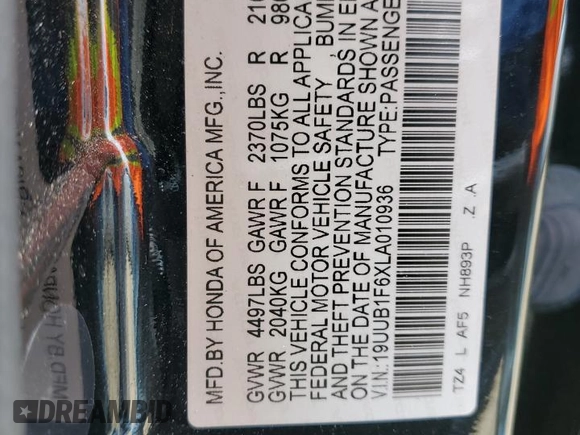 MFD.BY HONDA OF AMERICA MFG.,INC.
GVWR 4497LBS GAWR F 2370LBS R
GVWR 2040KG GAWR F 1075KG R
THIS VEHICLE CONFORMS TO ALL APPLICA
FEDERAL MOTOR VEHICLE SAFETY BUM
AND THEFT PREVENTION STANDARDS IN E
ON THE DATE OF MANUFACTURE SHOWN A
V.I.N.:19UUB1F6XLA010936 TYPE:PASSENGE
TZ4 L AF5 NH893P Z A
DREAMBID